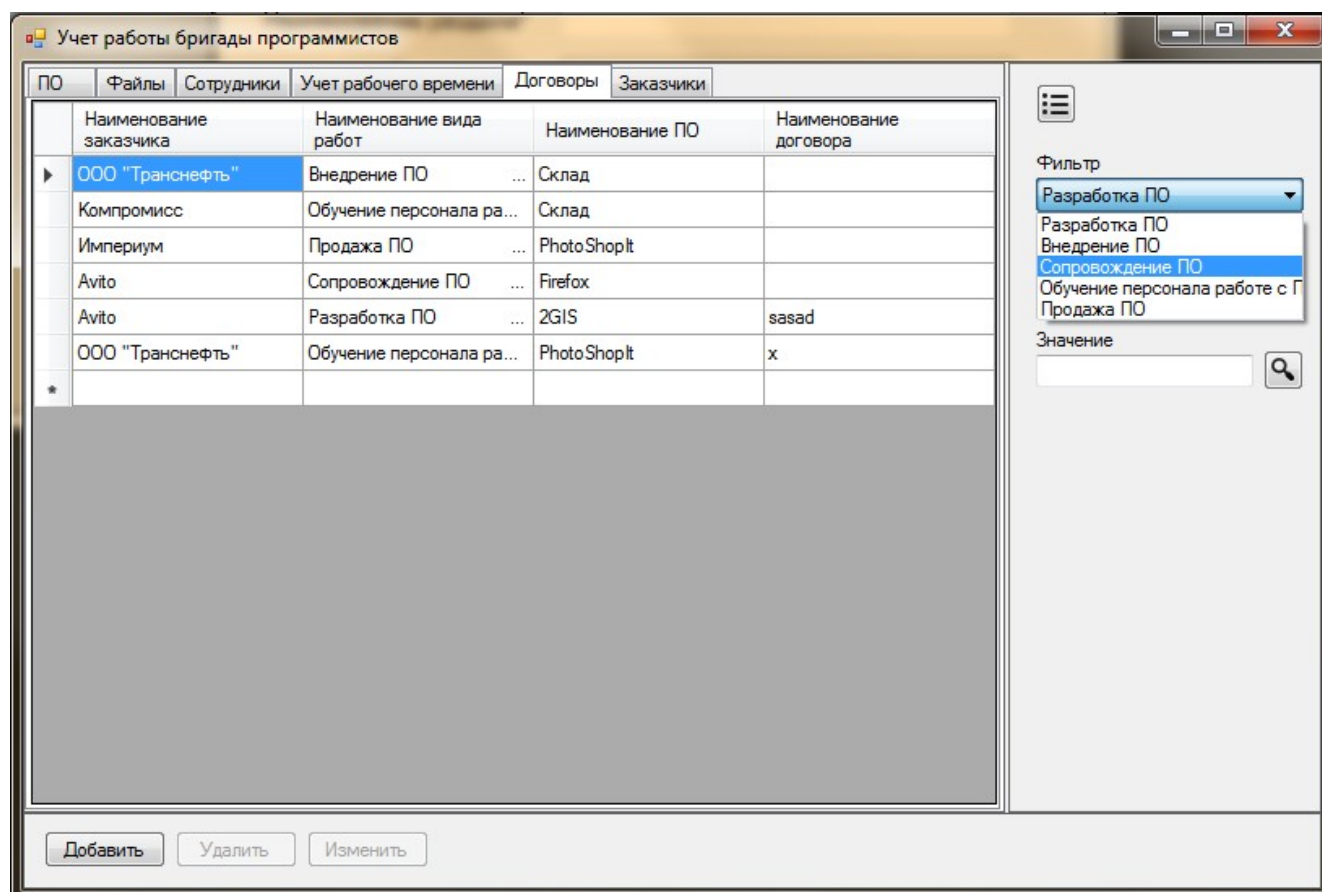 Учет работы бригады программистов
ПО Файлы Сотрудники Учет рабочего времени Договоры Заказчики
Наименование заказчика Наименование вида работ Наименование ПО Наименование договора
ООО "Транснефть" Внедрение ПО ... Склад
Компромисс Обучение персонала ра... Склад
Империум Продажа ПО ... PhotoShopIt
Avito Сопровождение ПО ... Firefox
Avito Разработка ПО ... 2GIS sasad
ООО "Транснефть" Обучение персонала ра... PhotoShopIt x
*
Фильтр
Разработка ПО
Разработка ПО
Внедрение ПО
Сопровождение ПО
Обучение персонала работе с П
Продажа ПО
Значение
Добавить Удалить Изменить